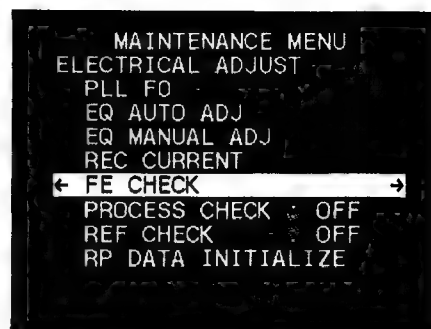 MAINTENANCE MENU
ELECTRICAL ADJUST
PLL FO
EQ AUTO ADJ
EQ MANUAL ADJ
REC CURRENT
← FE CHECK →
PROCESS CHECK : OFF
REF CHECK : OFF
RP DATA INITIALIZE